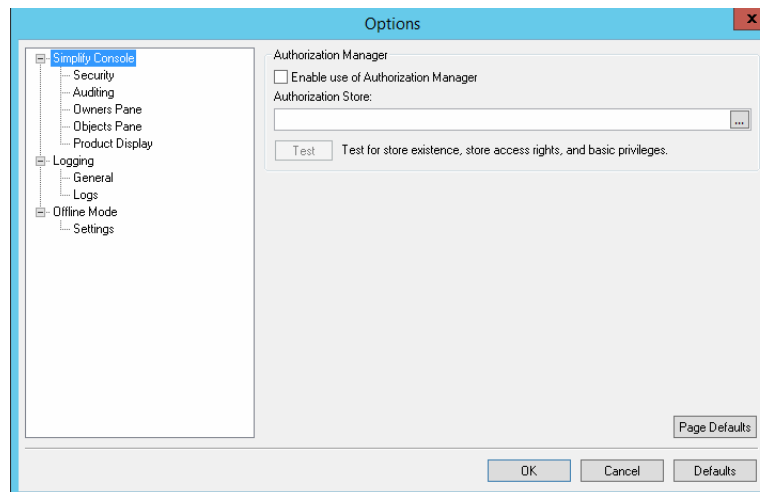 Options
x
Simplify Console
Security
Auditing
Owners Pane
Objects Pane
Product Display
Logging
General
Logs
Offline Mode
Settings
Authorization Manager
Enable use of Authorization Manager
Authorization Store:
...
Test Test for store existence, store access rights, and basic privileges.
Page Defaults
OK Cancel Defaults